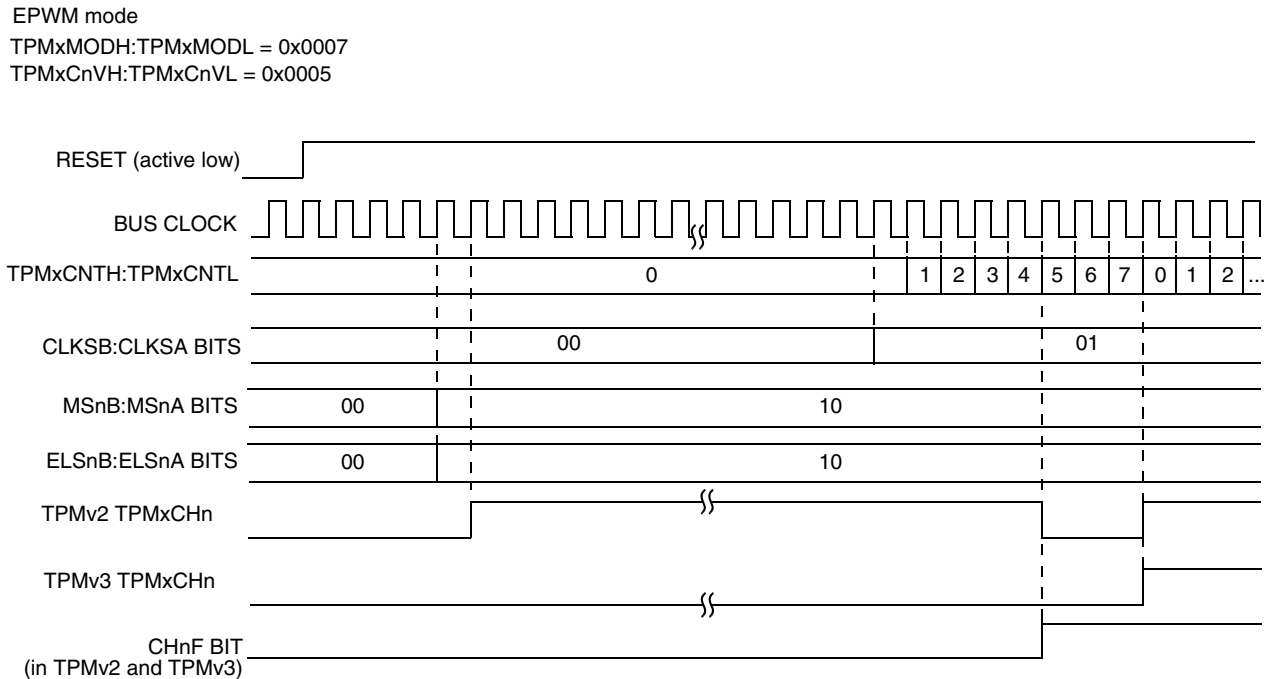 EPWM mode
TPMxMODH:TPMxMODL = 0x0007
TPMxCnVH:TPMxCnVL = 0x0005
RESET (active low)
BUS CLOCK
TPMxCNTH:TPMxCNTL 0 1 2 3 4 5 6 7 0 1 2 ...
CLKSB:CLKSA BITS 00 01
MSnB:MSnA BITS 00 10
ELSnB:ELSnA BITS 00 10
TPMv2 TPMxCHn
TPMv3 TPMxCHn
CHnF BIT
(in TPMv2 and TPMv3)